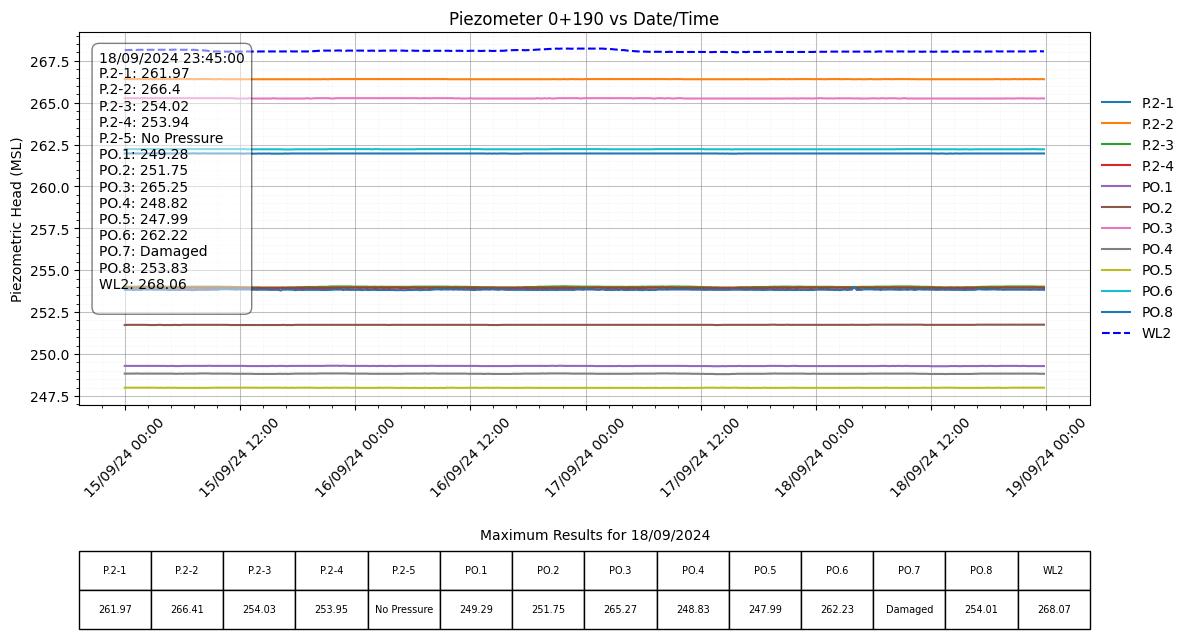 Piezometer 0+190 vs Date/Time
Piezometric Head (MSL)
267.5
265.0
262.5
260.0
257.5
255.0
252.5
250.0
247.5
18/09/2024 23:45:00
P.2-1: 261.97
P.2-2: 266.4
P.2-3: 254.02
P.2-4: 253.94
P.2-5: No Pressure
PO.1: 249.28
PO.2: 251.75
PO.3: 265.25
PO.4: 248.82
PO.5: 247.99
PO.6: 262.22
PO.7: Damaged
PO.8: 253.83
WL2: 268.06
P.2-1
P.2-2
P.2-3
P.2-4
PO.1
PO.2
PO.3
PO.4
PO.5
PO.6
PO.8
WL2
15/09/24 00:00
15/09/24 12:00
16/09/24 00:00
16/09/24 12:00
17/09/24 00:00
17/09/24 12:00
18/09/24 00:00
18/09/24 12:00
19/09/24 00:00
Maximum Results for 18/09/2024
P.2-1 P.2-2 P.2-3 P.2-4 P.2-5 PO.1 PO.2 PO.3 PO.4 PO.5 PO.6 PO.7 PO.8 WL2
261.97 266.41 254.03 253.95 No Pressure 249.29 251.75 265.27 248.83 247.99 262.23 Damaged 254.01 268.07